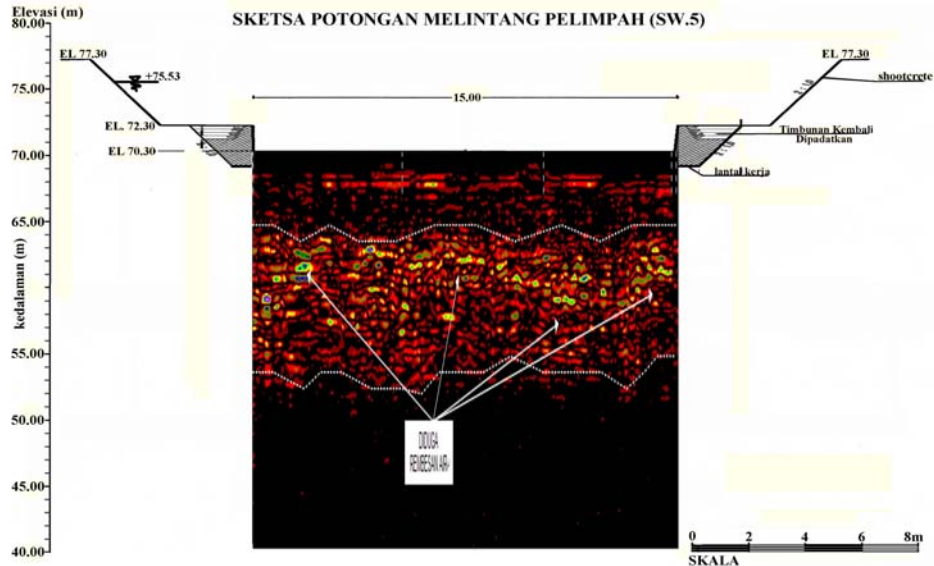 Elevasi (m)
SKETSA POTONGAN MELINTANG PELIMPAH (SW.5)
80.00
EL 77.30
EL 77.30
+75.53
shootcrete
75.00
15.00
EL. 72.30
Timbunan Kembali
Dipadatkan
EL 70.30
70.00
lantai kerja
65.00
kedalaman (m)
60.00
55.00
50.00
DIDUGA
REMBESAN AIR
45.00
0 2 4 6 8m
40.00
SKALA